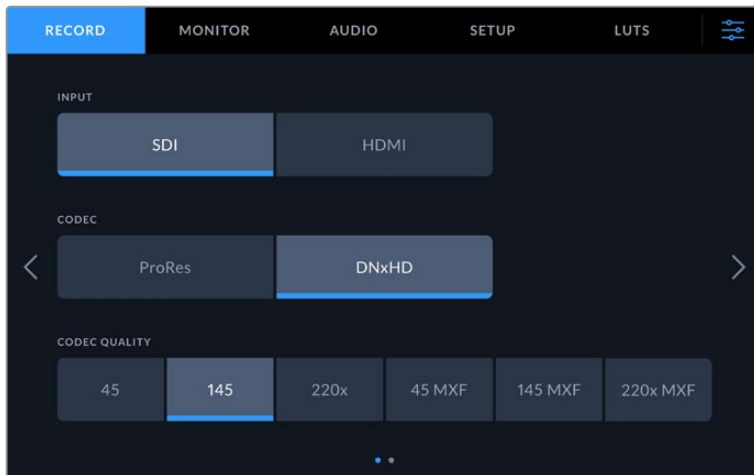 RECORD MONITOR AUDIO SETUP LUTS
INPUT
SDI HDMI
CODEC
ProRes DNxHD
CODEC QUALITY
45 145 220x 45 MXF 145 MXF 220x MXF